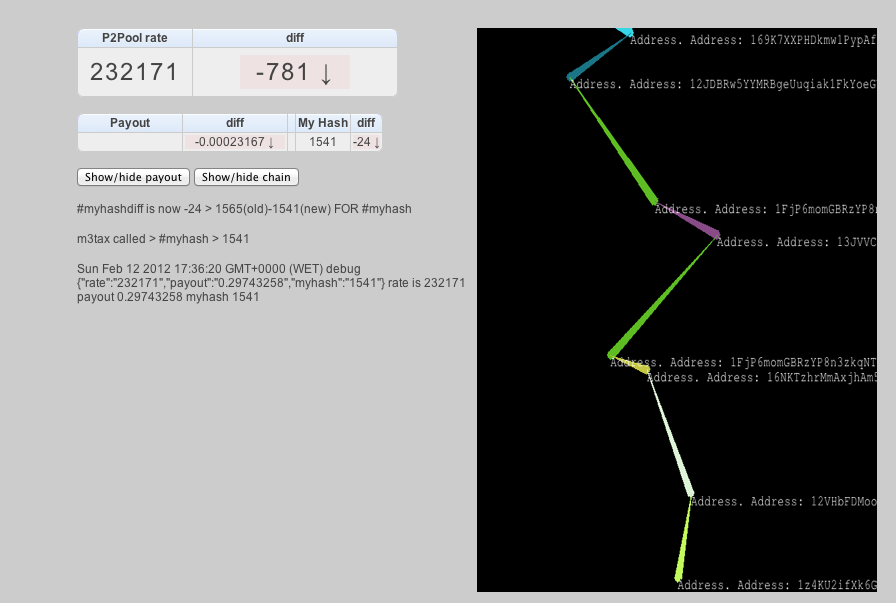 P2Pool rate diff
232171 -781 ↓
Payout diff My Hash diff
-0.00023167 ↓ 1541 -24 ↓
Show/hide payout Show/hide chain
#myhashdiff is now -24 > 1565(old)-1541(new) FOR #myhash
m3tax called > #myhash > 1541
Sun Feb 12 2012 17:36:20 GMT+0000 (WET) debug
{"rate":"232171","payout":"0.29743258","myhash":"1541"} rate is 232171
payout 0.29743258 myhash 1541
Address. Address: 169K7XXPHDkmw1PypAf
Address. Address: 12JDBRw5YYMRBgeUuqiak1FkYoeG
Address. Address: 1FjP6momGBRzYP8n
Address. Address: 13JVVC
Address. Address: 1FjP6momGBRzYP8n3zkqNT
Address. Address: 16NKTzhrMmAxjhAm5
Address. Address: 12VHbFDMoo
Address. Address: 1z4KU2ifXk6G